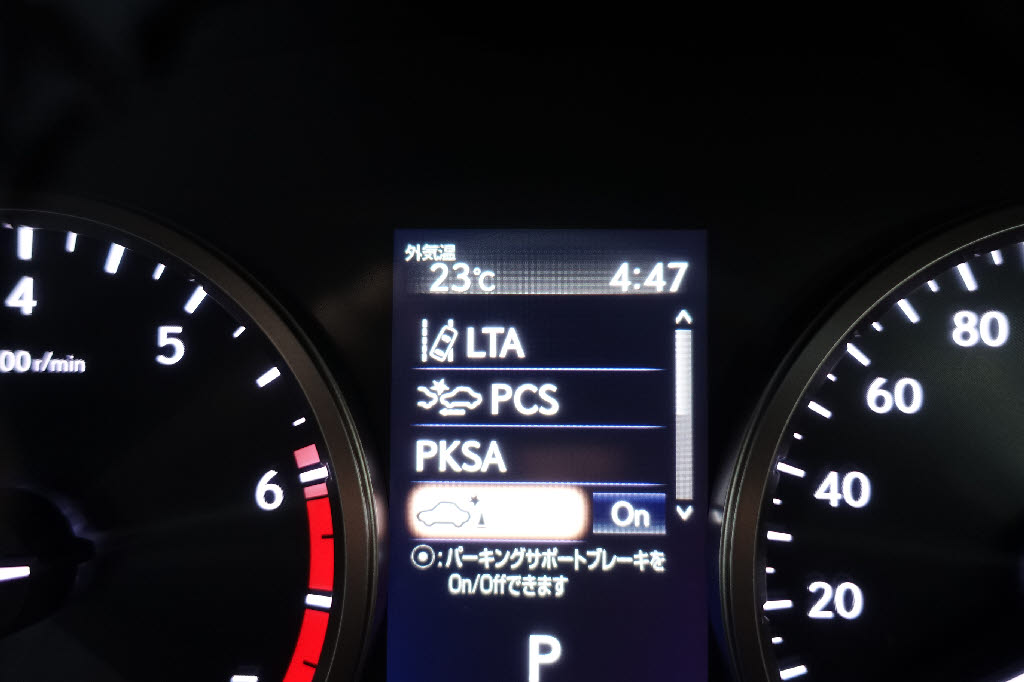 外気温
23℃ 4:47
LTA
PCS
PKSA
On
⦿:パーキングサポートブレーキを
On/Offできます
P
4
5
6
00r/min
80
60
40
20